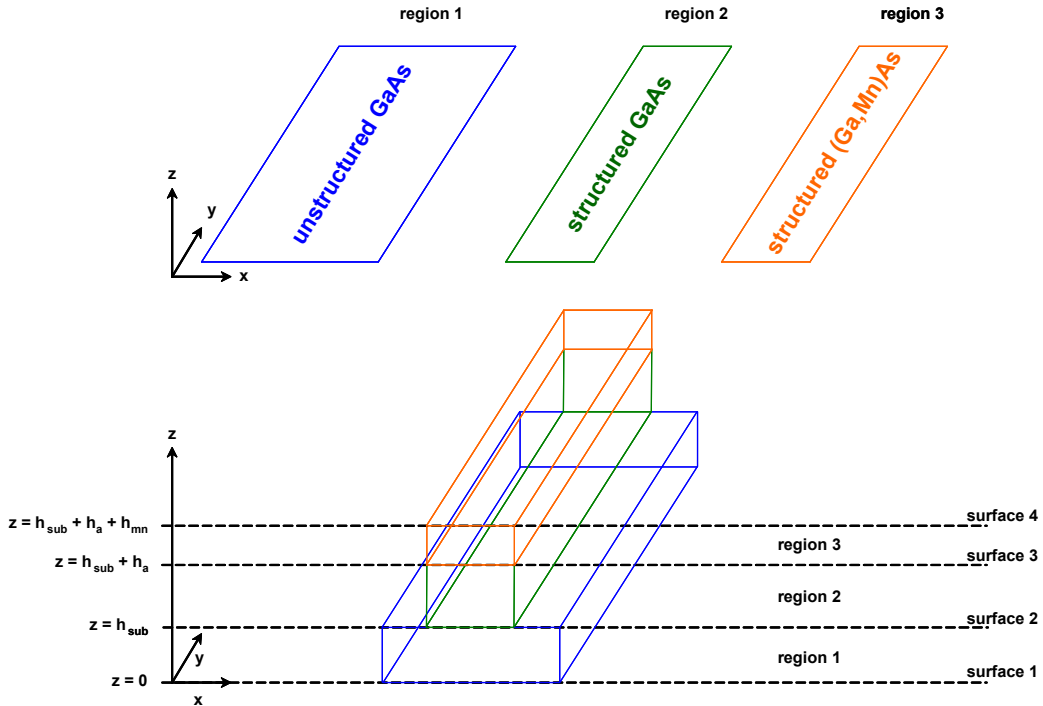 region 1
region 2
region 3
unstructured GaAs
structured GaAs
structured (Ga,Mn)As
z
y
x
z
z = h_sub + h_a + h_mn
surface 4
region 3
z = h_sub + h_a
surface 3
region 2
z = h_sub
surface 2
y
region 1
z = 0
surface 1
x